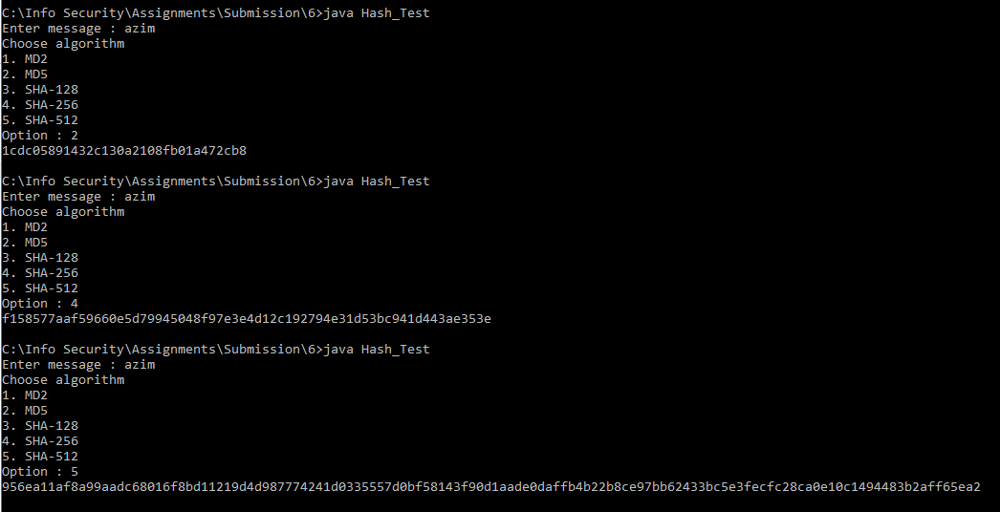 C:\Info Security\Assignments\Submission\6>java Hash_Test
Enter message : azim
Choose algorithm
1. MD2
2. MD5
3. SHA-128
4. SHA-256
5. SHA-512
Option : 2
1cdc05891432c130a2108fb01a472cb8
C:\Info Security\Assignments\Submission\6>java Hash_Test
Enter message : azim
Choose algorithm
1. MD2
2. MD5
3. SHA-128
4. SHA-256
5. SHA-512
Option : 4
f158577aaf59660e5d79945048f97e3e4d12c192794e31d53bc941d443ae353e
C:\Info Security\Assignments\Submission\6>java Hash_Test
Enter message : azim
Choose algorithm
1. MD2
2. MD5
3. SHA-128
4. SHA-256
5. SHA-512
Option : 5
956ea11af8a99aadc68016f8bd11219d4d987774241d0335557d0bf58143f90d1aade0daffb4b22b8ce97bb62433bc5e3fecfc28ca0e10c1494483b2aff65ea2